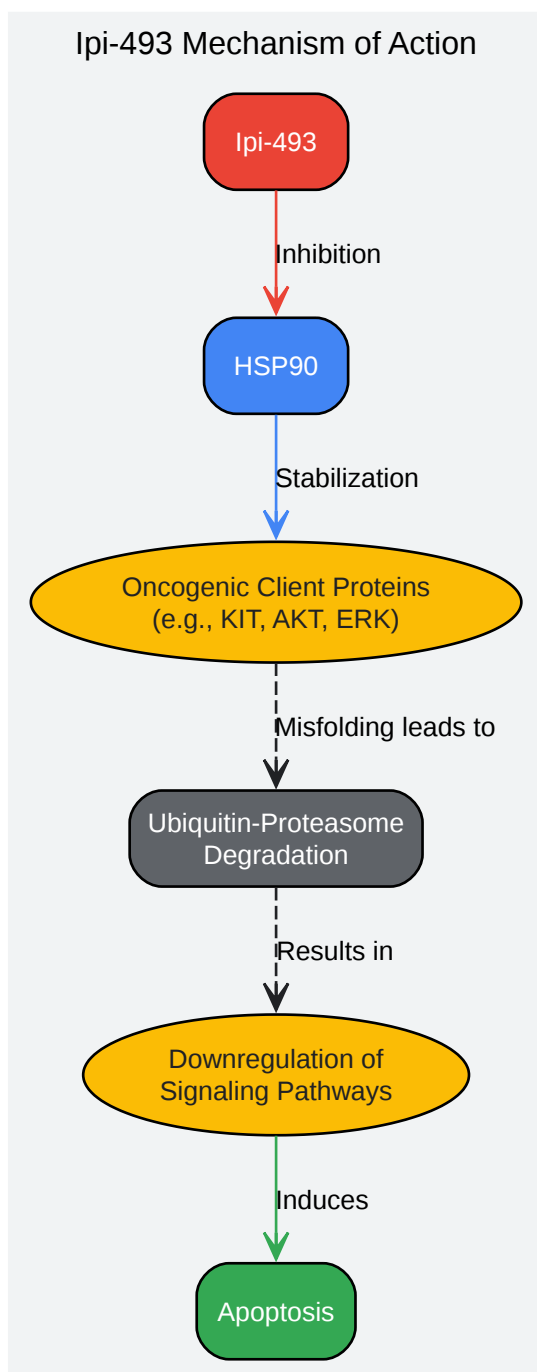 Ipi-493 Mechanism of Action
Ipi-493
Inhibition
HSP90
Stabilization
Oncogenic Client Proteins
(e.g., KIT, AKT, ERK)
Misfolding leads to
Ubiquitin-Proteasome
Degradation
Results in
Downregulation of
Signaling Pathways
Induces
Apoptosis